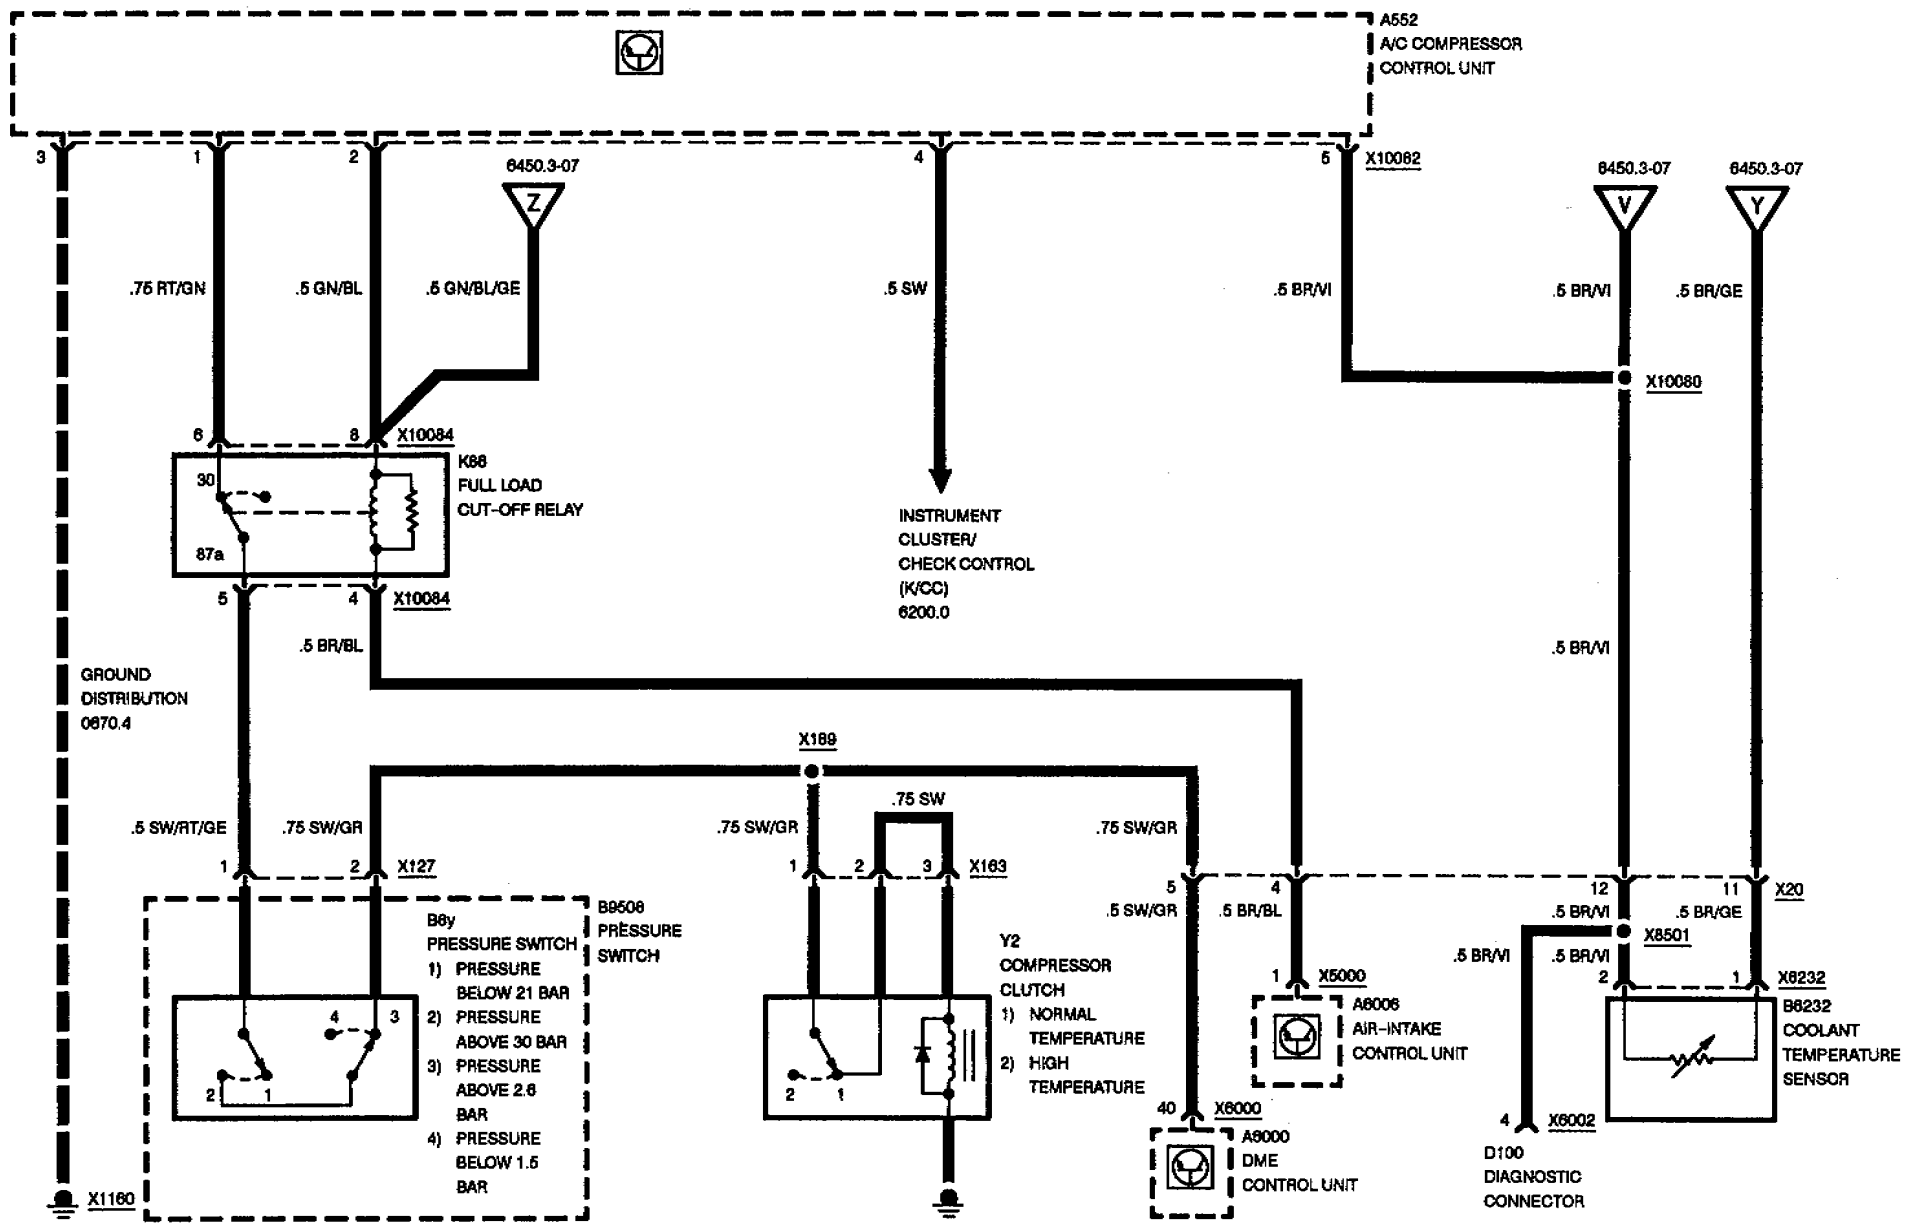 A552
A/C COMPRESSOR
CONTROL UNIT
3
1
2
4
5
X10082
6450.3-07
Z
6450.3-07
V
6450.3-07
Y
.75 RT/GN
.5 GN/BL
.5 GN/BL/GE
.5 SW
.5 BR/VI
.5 BR/VI
.5 BR/GE
X10080
6
8
X10084
K66
FULL LOAD
CUT-OFF RELAY
30
87a
5
4
X10084
INSTRUMENT
CLUSTER/
CHECK CONTROL
(K/CC)
6200.0
.5 BR/BL
.5 BR/VI
GROUND
DISTRIBUTION
0670.4
X189
.75 SW
.5 SW/RT/GE
.75 SW/GR
.75 SW/GR
.75 SW/GR
1
2
X127
1
2
3
X163
5
4
12
11
X20
.5 SW/GR
.5 BR/BL
.5 BR/VI
.5 BR/GE
X8501
.5 BR/VI
.5 BR/VI
B9508
PRESSURE
SWITCH
B8y
PRESSURE SWITCH
1) PRESSURE
BELOW 21 BAR
2) PRESSURE
ABOVE 30 BAR
3) PRESSURE
ABOVE 2.6
BAR
4) PRESSURE
BELOW 1.5
BAR
4
3
2
1
Y2
COMPRESSOR
CLUTCH
1) NORMAL
TEMPERATURE
2) HIGH
TEMPERATURE
2
1
1
X5000
A6006
AIR-INTAKE
CONTROL UNIT
2
1
X6232
B6232
COOLANT
TEMPERATURE
SENSOR
40
X6000
A6000
DME
CONTROL UNIT
4
X6002
D100
DIAGNOSTIC
CONNECTOR
X1160